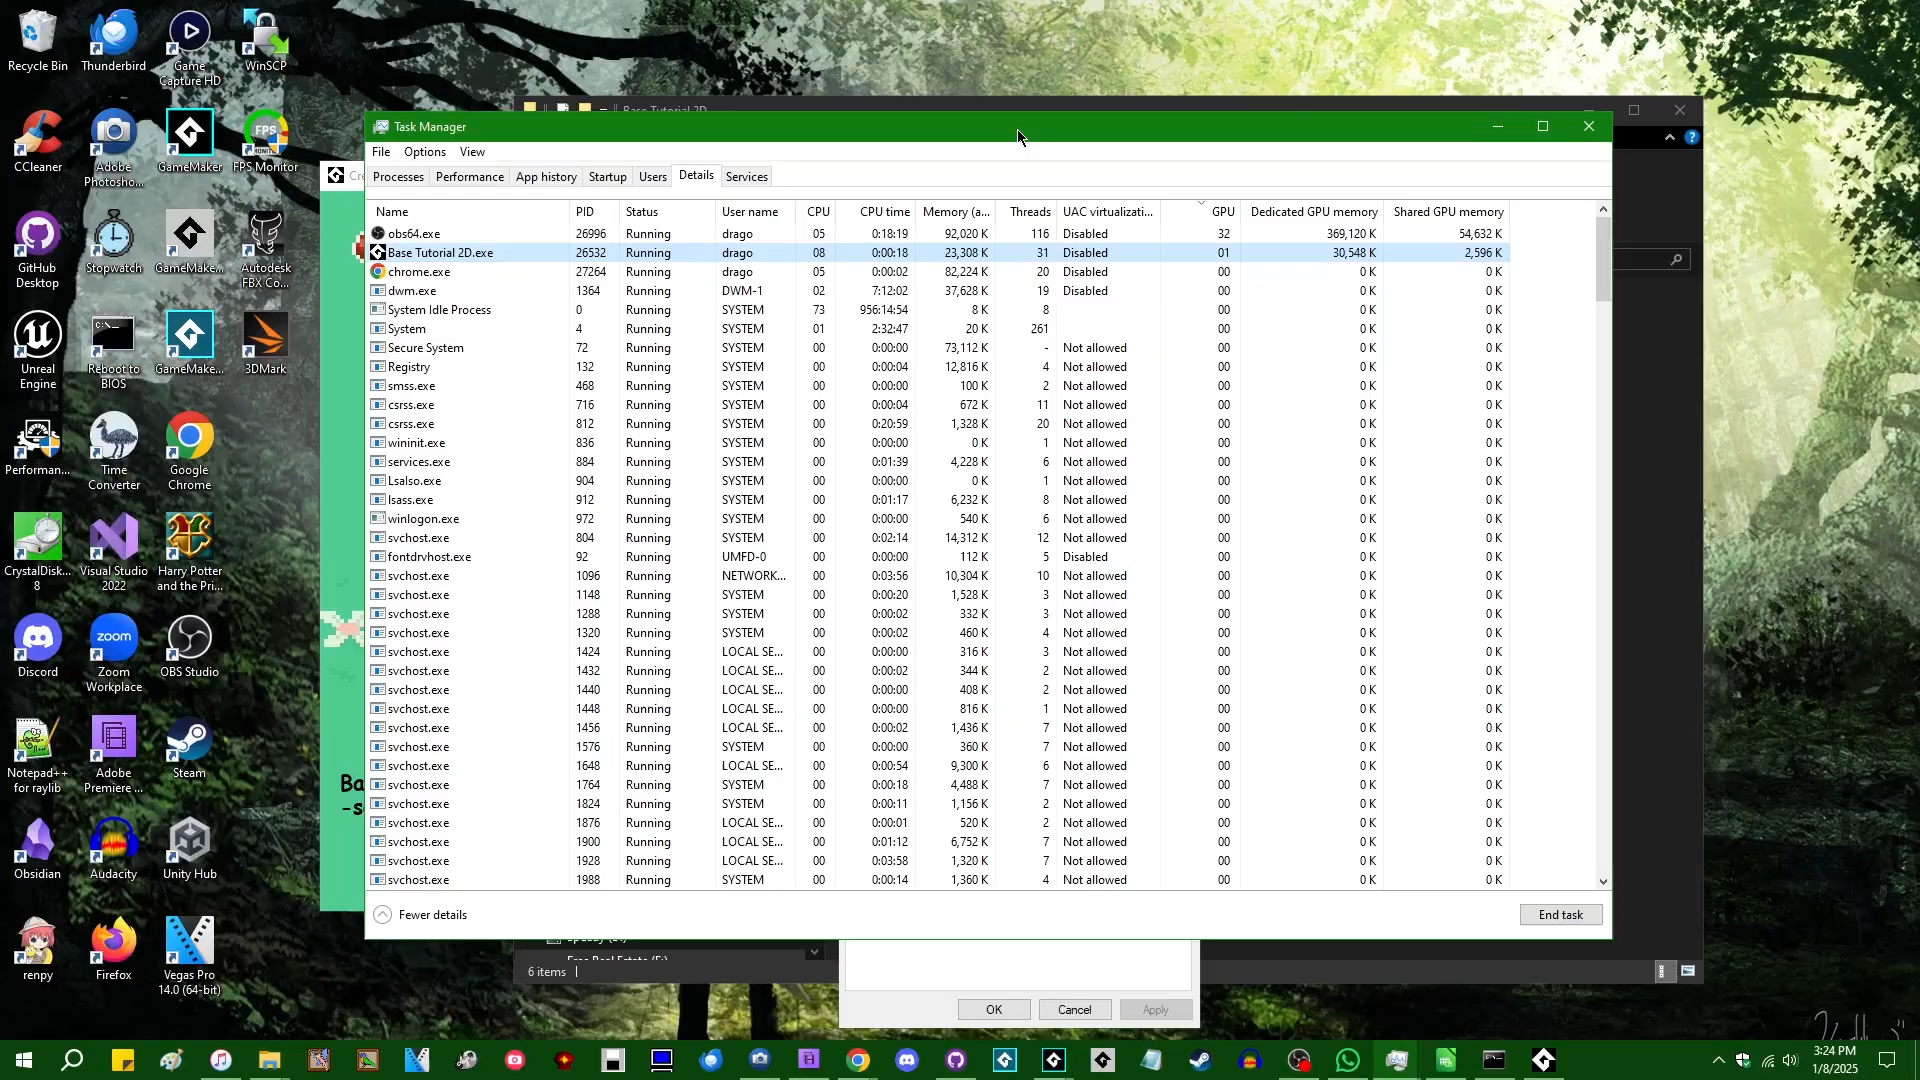 Recycle Bin
Thunderbird
Game
Capture HD
WinSCP
CCleaner
Adobe
Photosho...
GameMaker
FPS Monitor
GitHub
Desktop
Stopwatch
GameMake...
Autodesk
FBX Co...
Unreal
Engine
Reboot to
BIOS
GameMake...
3DMark
Performan...
Time
Converter
Google
Chrome
CrystalDisk...
8
Visual Studio
2022
Harry Potter
and the Pri...
Discord
zoom
Zoom
Workplace
OBS Studio
Notepad++
for raylib
Adobe
Premiere ...
Steam
Obsidian
Audacity
Unity Hub
renpy
Firefox
Vegas Pro
14.0 (64-bit)
Base Tutorial 2D
Task Manager
File Options View
Processes Performance App history Startup Users Details Services
Name PID Status User name CPU CPU time Memory (a... Threads UAC virtualizati... GPU Dedicated GPU memory Shared GPU memory
obs64.exe 26996 Running drago 05 0:18:19 92,020 K 116 Disabled 32 369,120 K 54,632 K
Base Tutorial 2D.exe 26532 Running drago 08 0:00:18 23,308 K 31 Disabled 01 30,548 K 2,596 K
chrome.exe 27264 Running drago 05 0:00:02 82,224 K 20 Disabled 00 0 K 0 K
dwm.exe 1364 Running DWM-1 02 7:12:02 37,628 K 19 Disabled 00 0 K 0 K
System Idle Process 0 Running SYSTEM 73 956:14:54 8 K 8 00 0 K 0 K
System 4 Running SYSTEM 01 2:32:47 20 K 261 00 0 K 0 K
Secure System 72 Running SYSTEM 00 0:00:00 73,112 K - Not allowed 00 0 K 0 K
Registry 132 Running SYSTEM 00 0:00:04 12,816 K 4 Not allowed 00 0 K 0 K
smss.exe 468 Running SYSTEM 00 0:00:00 100 K 2 Not allowed 00 0 K 0 K
csrss.exe 716 Running SYSTEM 00 0:00:04 672 K 11 Not allowed 00 0 K 0 K
csrss.exe 812 Running SYSTEM 00 0:20:59 1,328 K 20 Not allowed 00 0 K 0 K
wininit.exe 836 Running SYSTEM 00 0:00:00 0 K 1 Not allowed 00 0 K 0 K
services.exe 884 Running SYSTEM 00 0:01:39 4,228 K 6 Not allowed 00 0 K 0 K
Lsalso.exe 904 Running SYSTEM 00 0:00:00 0 K 1 Not allowed 00 0 K 0 K
lsass.exe 912 Running SYSTEM 00 0:01:17 6,232 K 8 Not allowed 00 0 K 0 K
winlogon.exe 972 Running SYSTEM 00 0:00:00 540 K 6 Not allowed 00 0 K 0 K
svchost.exe 804 Running SYSTEM 00 0:02:14 14,312 K 12 Not allowed 00 0 K 0 K
fontdrvhost.exe 92 Running UMFD-0 00 0:00:00 112 K 5 Disabled 00 0 K 0 K
svchost.exe 1096 Running NETWORK... 00 0:03:56 10,304 K 10 Not allowed 00 0 K 0 K
svchost.exe 1148 Running SYSTEM 00 0:00:20 1,528 K 3 Not allowed 00 0 K 0 K
svchost.exe 1288 Running SYSTEM 00 0:00:02 332 K 3 Not allowed 00 0 K 0 K
svchost.exe 1320 Running SYSTEM 00 0:00:02 460 K 4 Not allowed 00 0 K 0 K
svchost.exe 1424 Running LOCAL SE... 00 0:00:00 316 K 3 Not allowed 00 0 K 0 K
svchost.exe 1432 Running LOCAL SE... 00 0:00:02 344 K 2 Not allowed 00 0 K 0 K
svchost.exe 1440 Running LOCAL SE... 00 0:00:00 408 K 2 Not allowed 00 0 K 0 K
svchost.exe 1448 Running LOCAL SE... 00 0:00:00 816 K 1 Not allowed 00 0 K 0 K
svchost.exe 1456 Running LOCAL SE... 00 0:00:02 1,436 K 7 Not allowed 00 0 K 0 K
svchost.exe 1576 Running SYSTEM 00 0:00:00 360 K 7 Not allowed 00 0 K 0 K
svchost.exe 1648 Running LOCAL SE... 00 0:00:54 9,300 K 6 Not allowed 00 0 K 0 K
svchost.exe 1764 Running SYSTEM 00 0:00:18 4,488 K 7 Not allowed 00 0 K 0 K
svchost.exe 1824 Running SYSTEM 00 0:00:11 1,156 K 2 Not allowed 00 0 K 0 K
svchost.exe 1876 Running LOCAL SE... 00 0:00:01 520 K 2 Not allowed 00 0 K 0 K
svchost.exe 1900 Running LOCAL SE... 00 0:01:12 6,752 K 7 Not allowed 00 0 K 0 K
svchost.exe 1928 Running LOCAL SE... 00 0:03:58 1,320 K 7 Not allowed 00 0 K 0 K
svchost.exe 1988 Running SYSTEM 00 0:00:14 1,360 K 4 Not allowed 00 0 K 0 K
Fewer details
End task
6 items
OK Cancel Apply
3:24 PM
1/8/2025